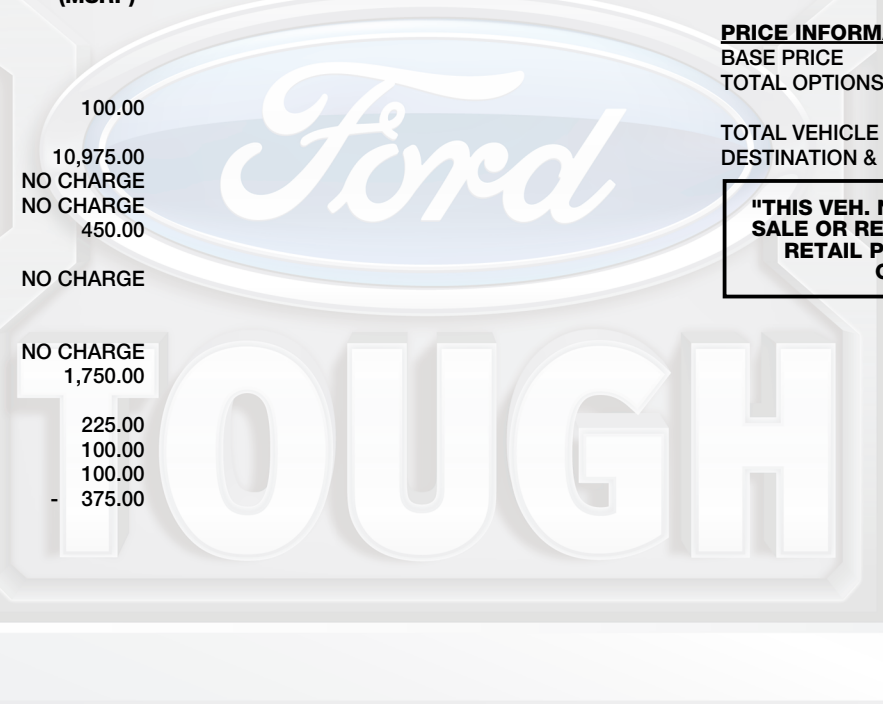 (MSRP)
100.00
10,975.00
NO CHARGE
NO CHARGE
450.00
NO CHARGE
NO CHARGE
1,750.00
225.00
100.00
100.00
- 375.00
PRICE INFORMA
BASE PRICE
TOTAL OPTIONS
TOTAL VEHICLE
DESTINATION &
"THIS VEH.
SALE OR RE
RETAIL P
Ford
TOUGH